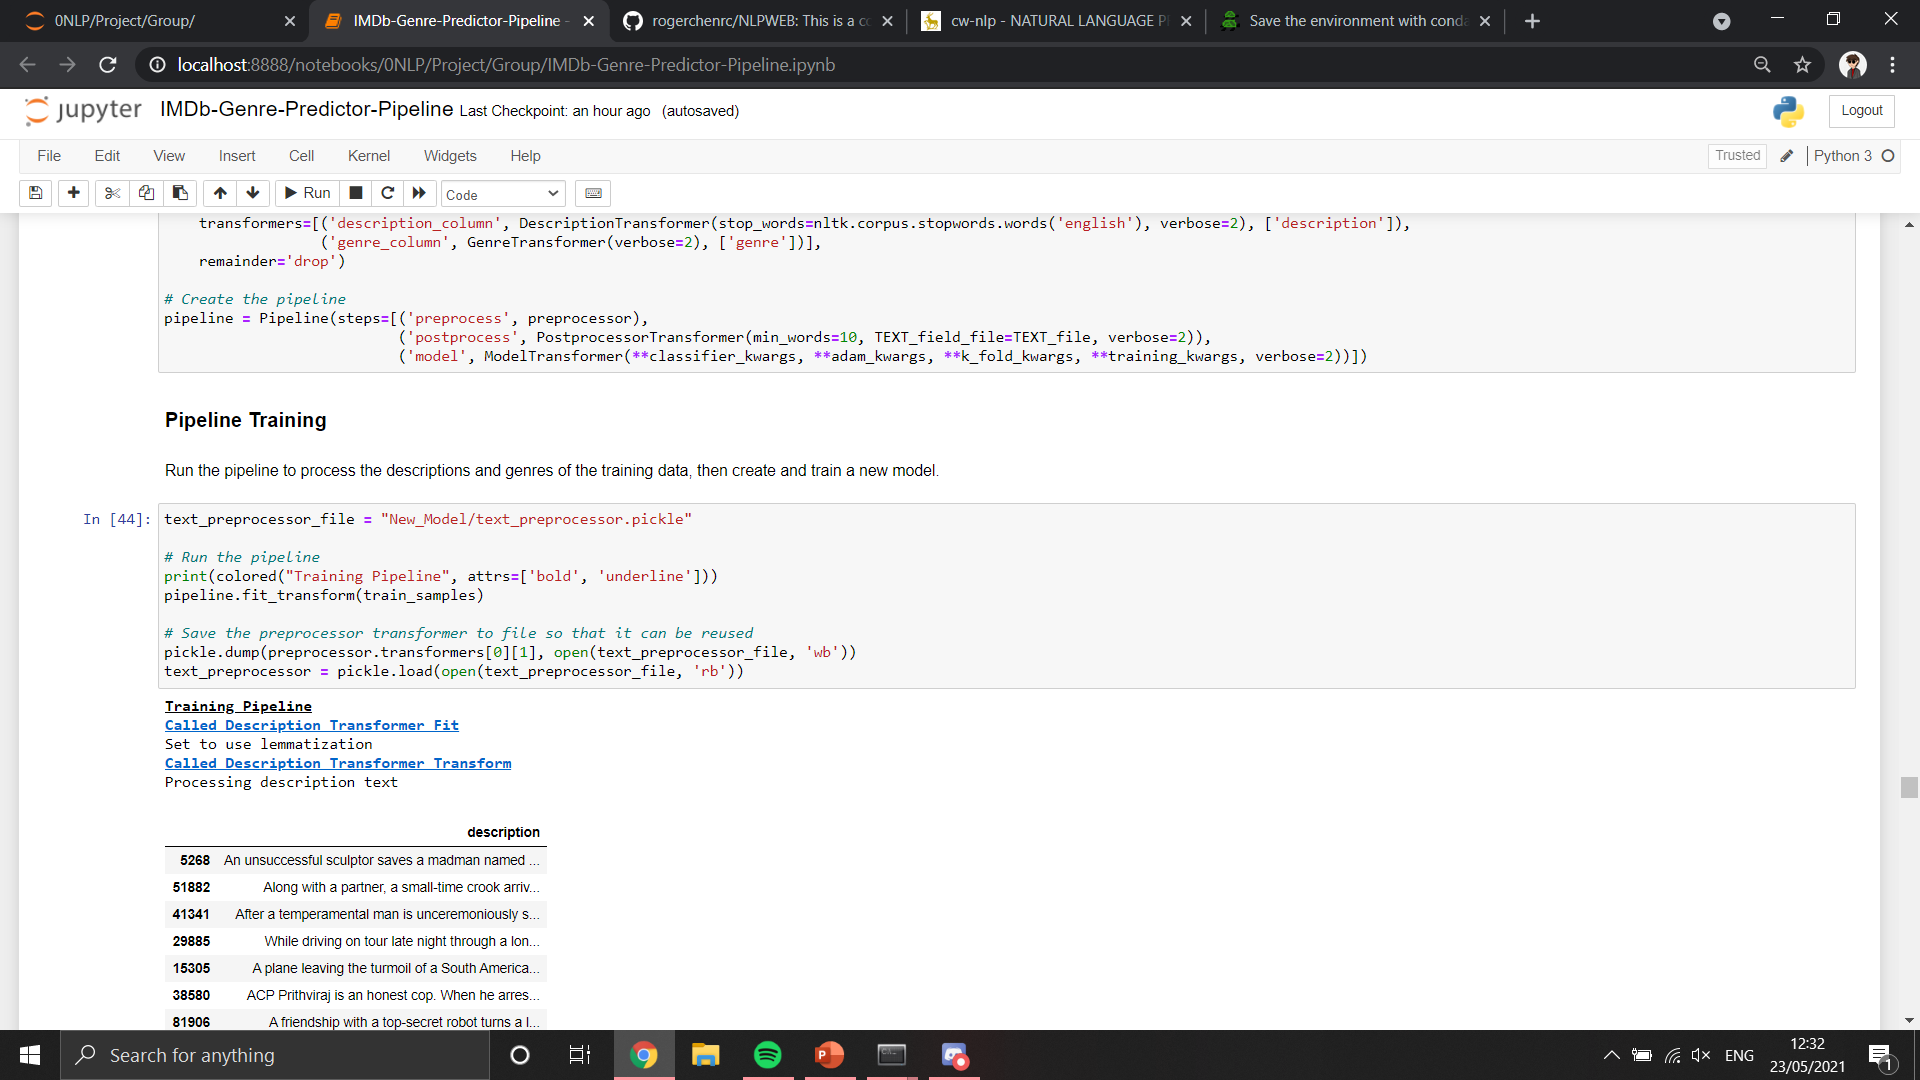 0NLP/Project/Group/
IMDb-Genre-Predictor-Pipeline -
rogerchenrc/NLPWEB: This is a co
cw-nlp - NATURAL LANGUAGE P
Save the environment with conda
localhost:8888/notebooks/0NLP/Project/Group/IMDb-Genre-Predictor-Pipeline.ipynb
jupyter IMDb-Genre-Predictor-Pipeline Last Checkpoint: an hour ago (autosaved)
Logout
File Edit View Insert Cell Kernel Widgets Help
Trusted Python 3
Run Code
transformers=[('description_column', DescriptionTransformer(stop_words=nltk.corpus.stopwords.words('english'), verbose=2), ['description']),
('genre_column', GenreTransformer(verbose=2), ['genre'])],
remainder='drop')
# Create the pipeline
pipeline = Pipeline(steps=[('preprocess', preprocessor),
('postprocess', PostprocessorTransformer(min_words=10, TEXT_field_file=TEXT_file, verbose=2)),
('model', ModelTransformer(**classifier_kwargs, **adam_kwargs, **k_fold_kwargs, **training_kwargs, verbose=2))])
Pipeline Training
Run the pipeline to process the descriptions and genres of the training data, then create and train a new model.
In [44]: text_preprocessor_file = "New_Model/text_preprocessor.pickle"
# Run the pipeline
print(colored("Training Pipeline", attrs=['bold', 'underline']))
pipeline.fit_transform(train_samples)
# Save the preprocessor transformer to file so that it can be reused
pickle.dump(preprocessor.transformers[0][1], open(text_preprocessor_file, 'wb'))
text_preprocessor = pickle.load(open(text_preprocessor_file, 'rb'))
Training Pipeline
Called Description Transformer Fit
Set to use lemmatization
Called Description Transformer Transform
Processing description text
description
5268 An unsuccessful sculptor saves a madman named ...
51882 Along with a partner, a small-time crook arriv...
41341 After a temperamental man is unceremoniously s...
29885 While driving on tour late night through a lon...
15305 A plane leaving the turmoil of a South America...
38580 ACP Prithviraj is an honest cop. When he arres...
81906 A friendship with a top-secret robot turns a l...
Search for anything
ENG
12:32
23/05/2021
1